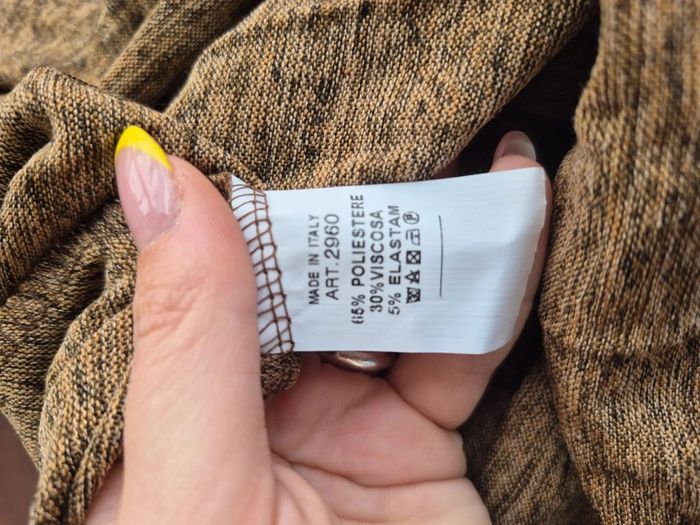 MADE IN ITALY
ART.2960
65% POLIESTERE
30%VISCOSA
5% ELASTAM